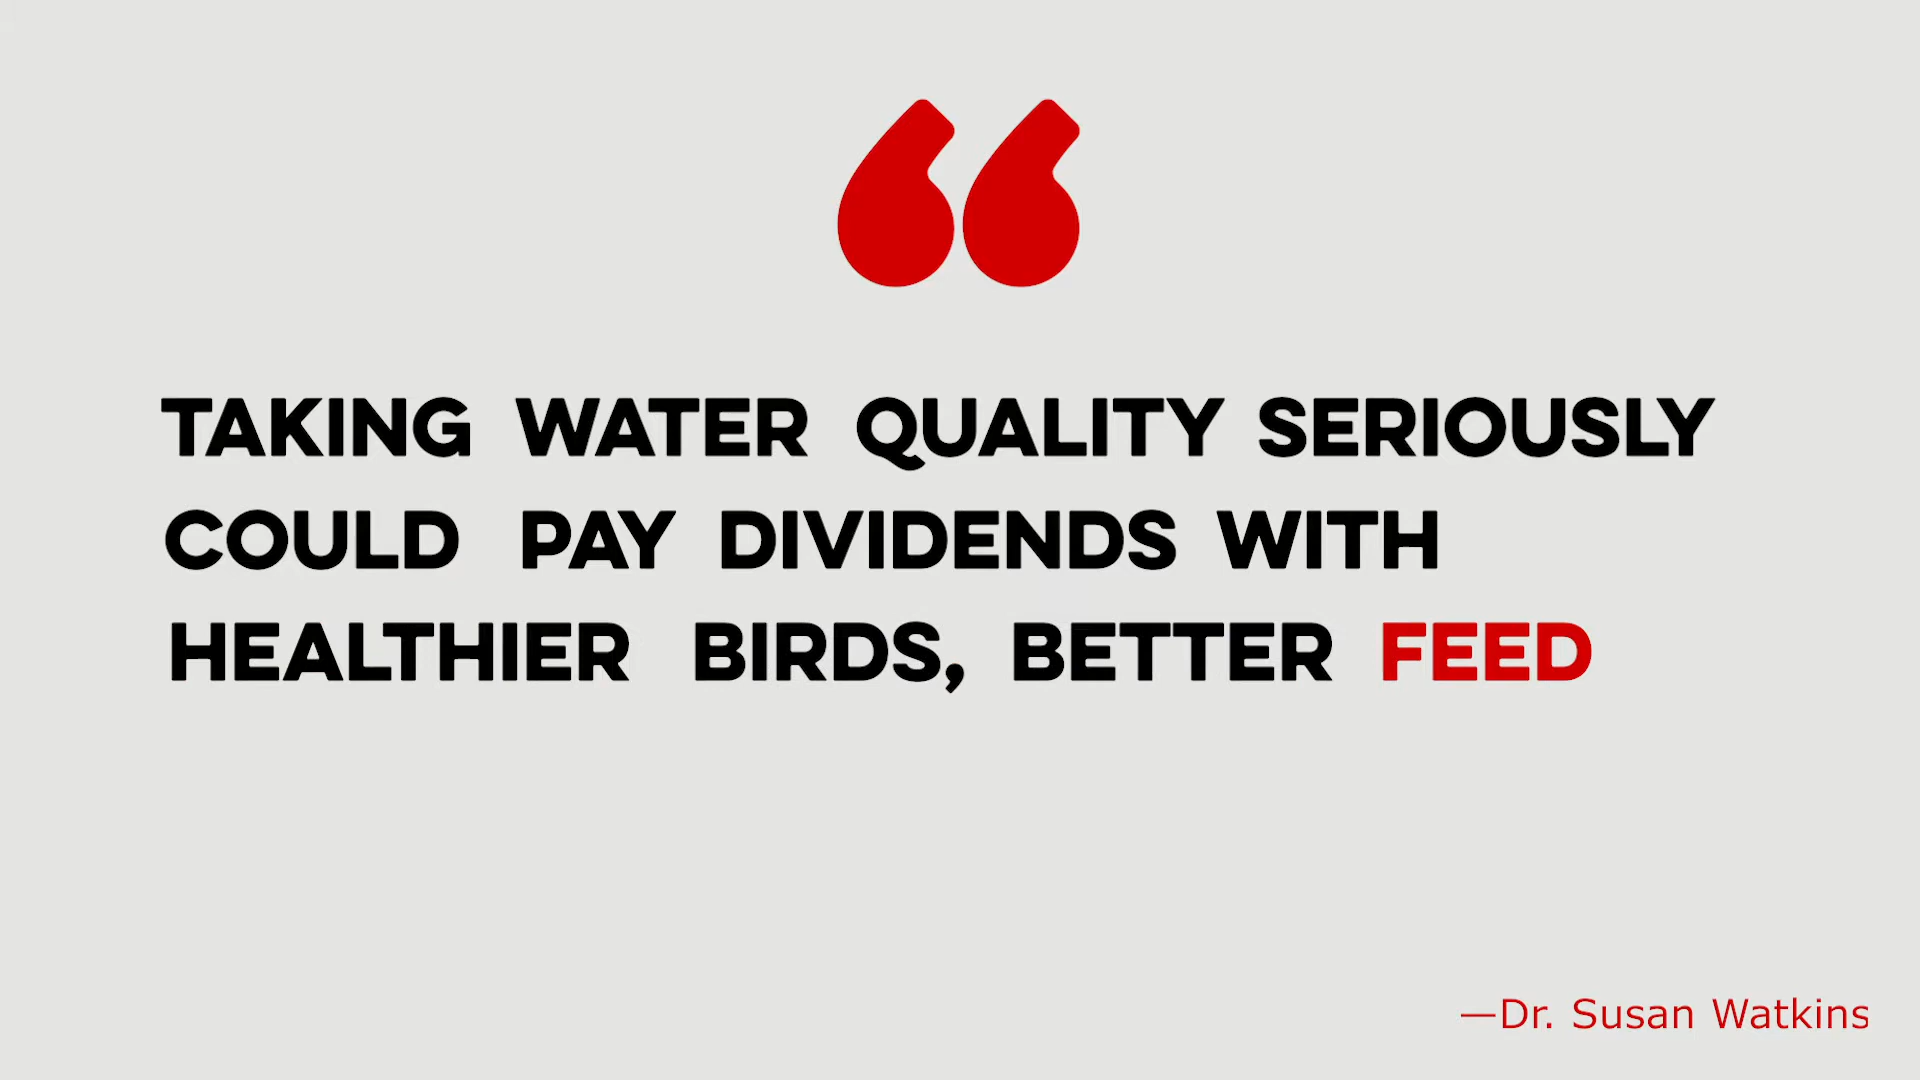 “
TAKING WATER QUALITY SERIOUSLY
COULD PAY DIVIDENDS WITH
HEALTHIER BIRDS, BETTER FEED
—Dr. Susan Watkins